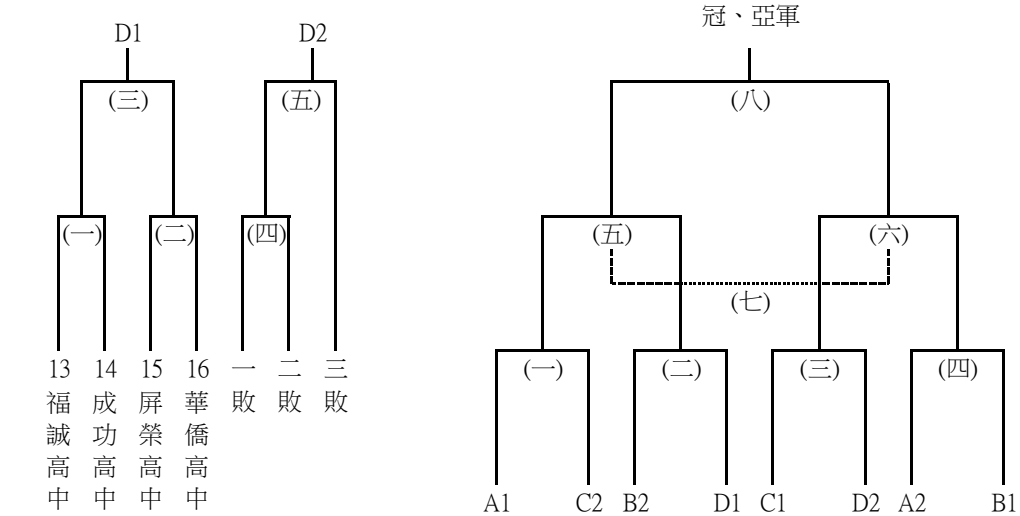 冠、亞軍
D1
D2
(三)
(五)
(八)
(一)
(二)
(四)
(五)
(六)
(七)
13
福誠高中
14
成功高中
15
屏榮高中
16
華僑高中
一敗
二敗
三敗
(一)
(二)
(三)
(四)
A1
C2
B2
D1
C1
D2
A2
B1